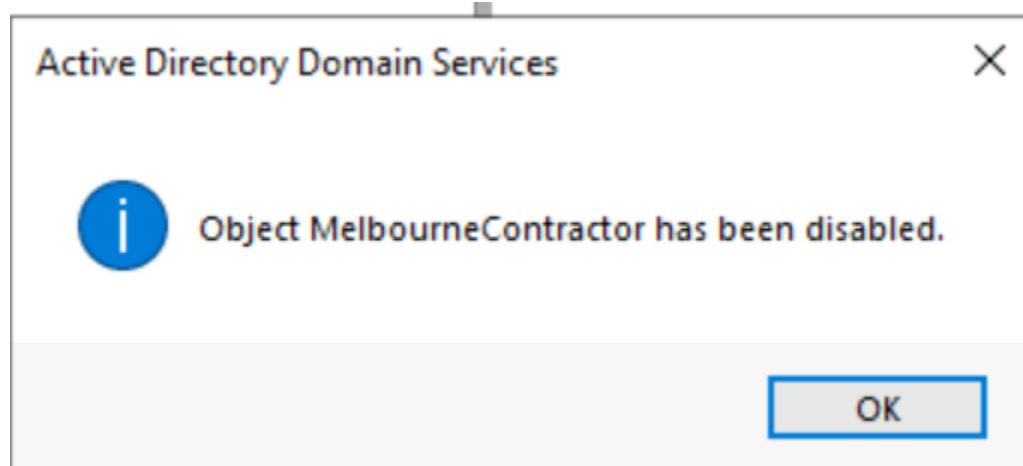 Active Directory Domain Services
Object MelbourneContractor has been disabled.
OK